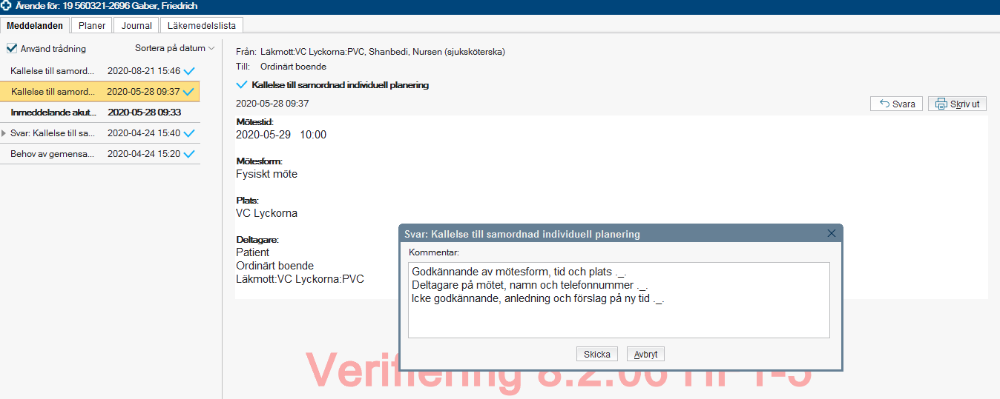 Ärende för: 19 560321-2696 Gaber, Friedrich
Meddelanden Planer Journal Läkemedelslista
Använd trådning Sortera på datum
Kallelse till samord... 2020-08-21 15:46
Kallelse till samord... 2020-05-28 09:37
Inmeddelande akut... 2020-05-28 09:33
Svar: Kallelse till sa... 2020-04-24 15:40
Behov av gemensa... 2020-04-24 15:20
Från: Läkmott:VC Lyckorna:PVC, Shanbedi, Nursen (sjuksköterska)
Till: Ordinärt boende
Kallelse till samordnad individuell planering
2020-05-28 09:37
Svara Skriv ut
Mötestid:
2020-05-29 10:00
Mötesform:
Fysiskt möte
Plats:
VC Lyckorna
Deltagare:
Patient
Ordinärt boende
Läkmott:VC Lyckorna:PVC
Svar: Kallelse till samordnad individuell planering
Kommentar:
Godkännande av mötesform, tid och plats ._.
Deltagare på mötet, namn och telefonnummer ._.
Icke godkännande, anledning och förslag på ny tid ._.
Skicka Avbryt
Verifiering